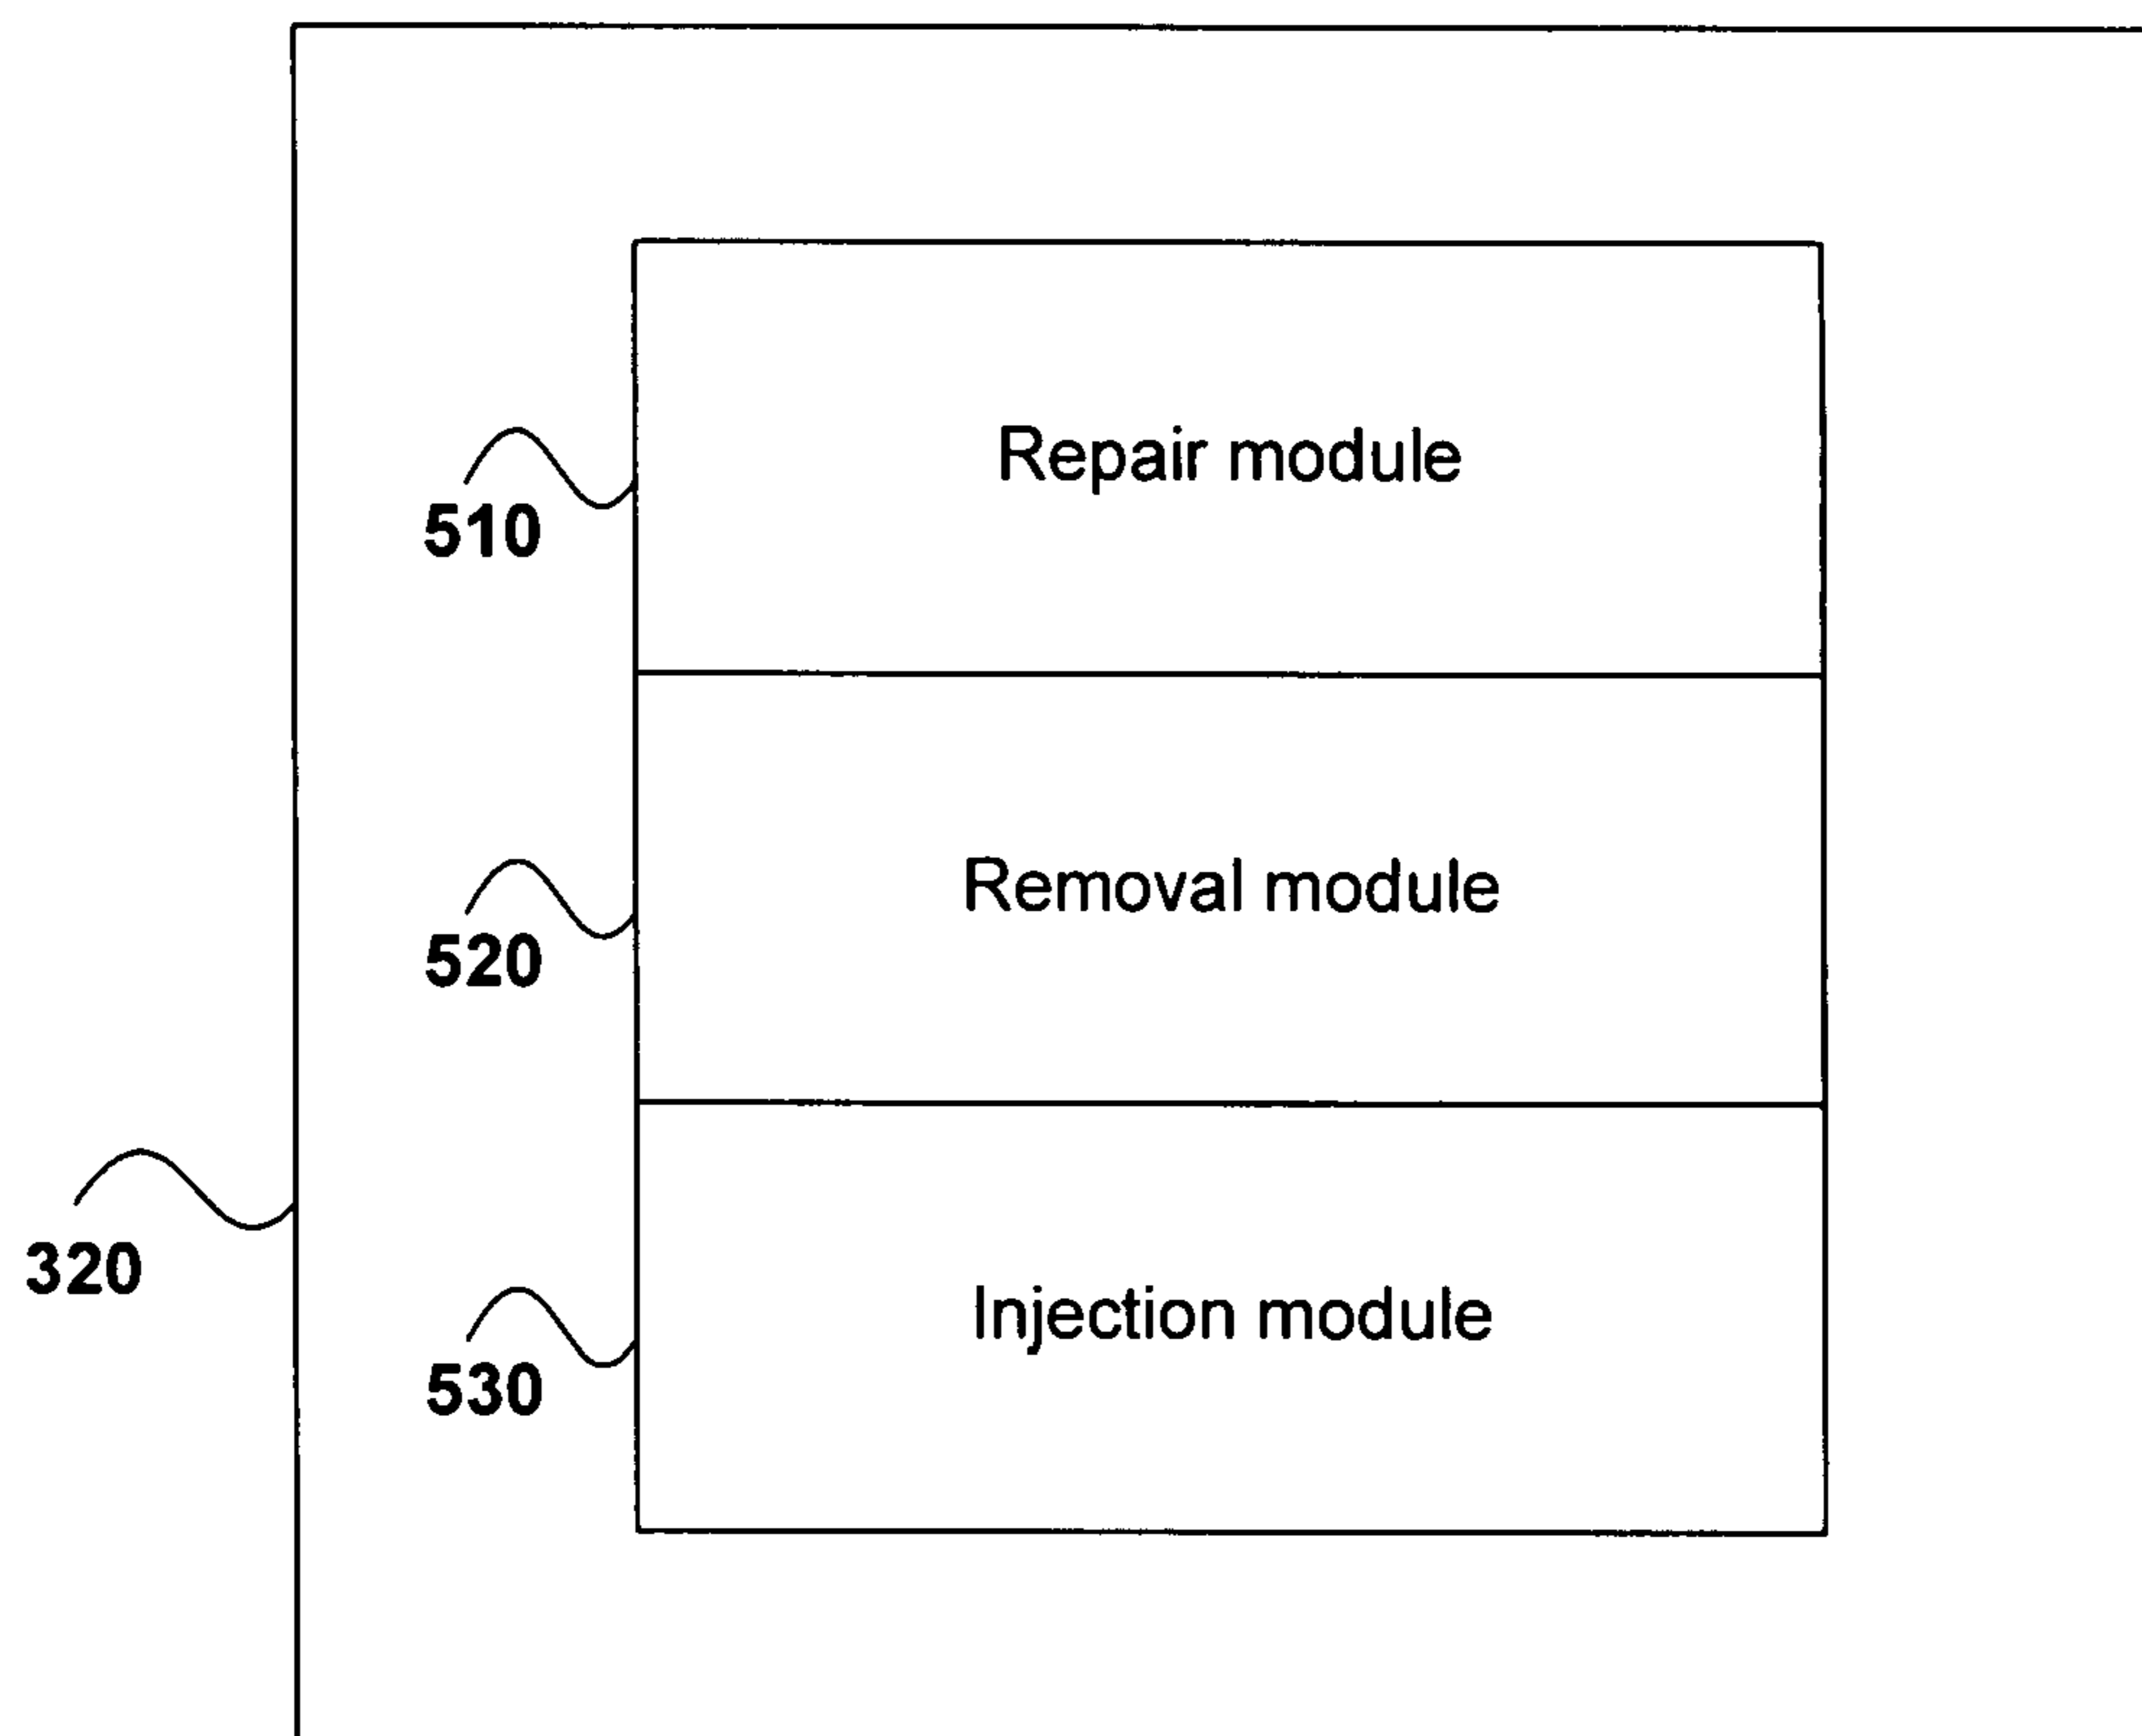 Repair module
510
Removal module
520
320
Injection module
530